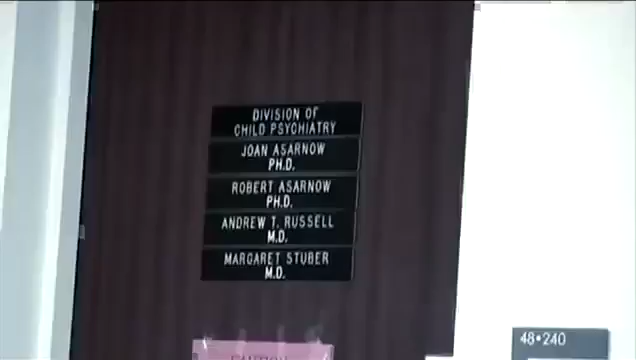 DIVISION OF
CHILD PSYCHIATRY
JOAN ASARNOW
PH.D.
ROBERT ASARNOW
PH.D.
ANDREW T. RUSSELL
M.D.
MARGARET STUBER
M.D.
48•240